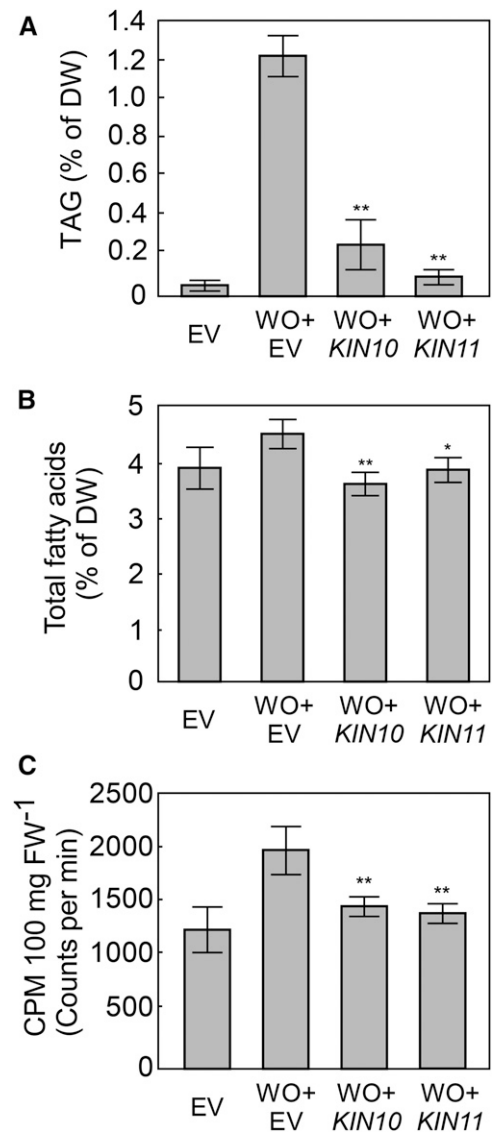 A
TAG (% of DW)
1.4
1.2
1.0
0.8
0.6
0.4
0.2
0
**
**
EV
WO+
EV
WO+
KIN10
WO+
KIN11
B
Total fatty acids
(% of DW)
5
4
3
2
1
0
**
*
EV
WO+
EV
WO+
KIN10
WO+
KIN11
C
CPM 100 mg FW-1
(Counts per min)
2500
2000
1500
1000
500
0
**
**
EV
WO+
EV
WO+
KIN10
WO+
KIN11